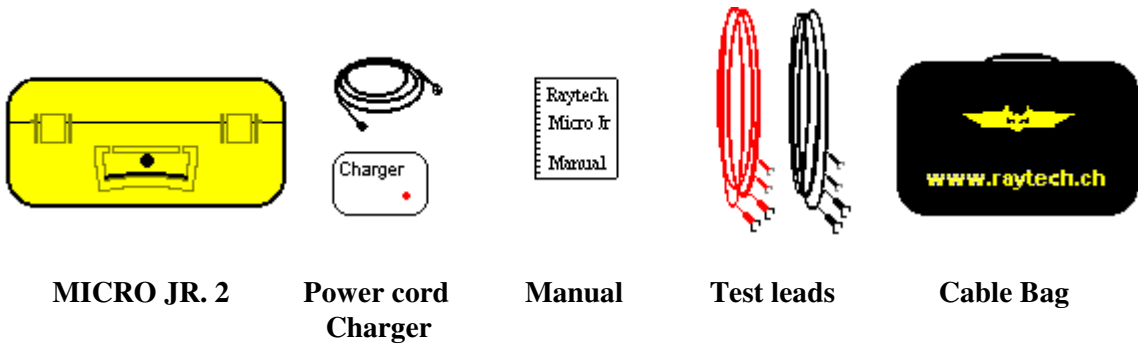 Charger
Raytech
Micro Jr
Manual
www.raytech.ch
MICRO JR. 2
Power cord
Charger
Manual
Test leads
Cable Bag